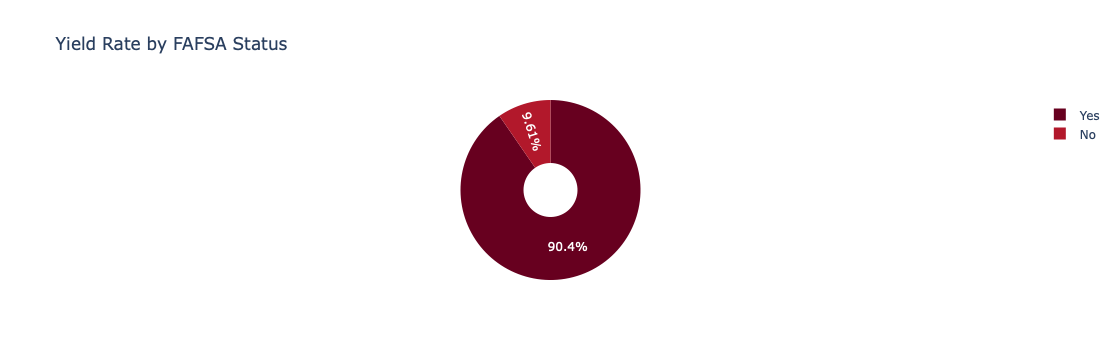 Yield Rate by FAFSA Status
9.61%
90.4%
Yes
No